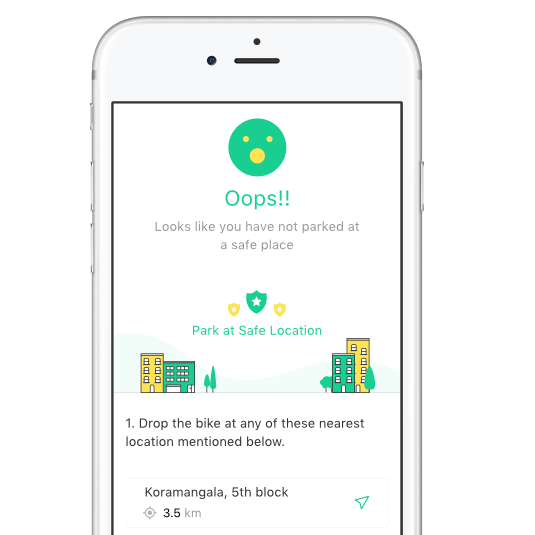 Oops!!
Looks like you have not parked at
a safe place
Park at Safe Location
1. Drop the bike at any of these nearest
location mentioned below.
Koramangala, 5th block
3.5 km